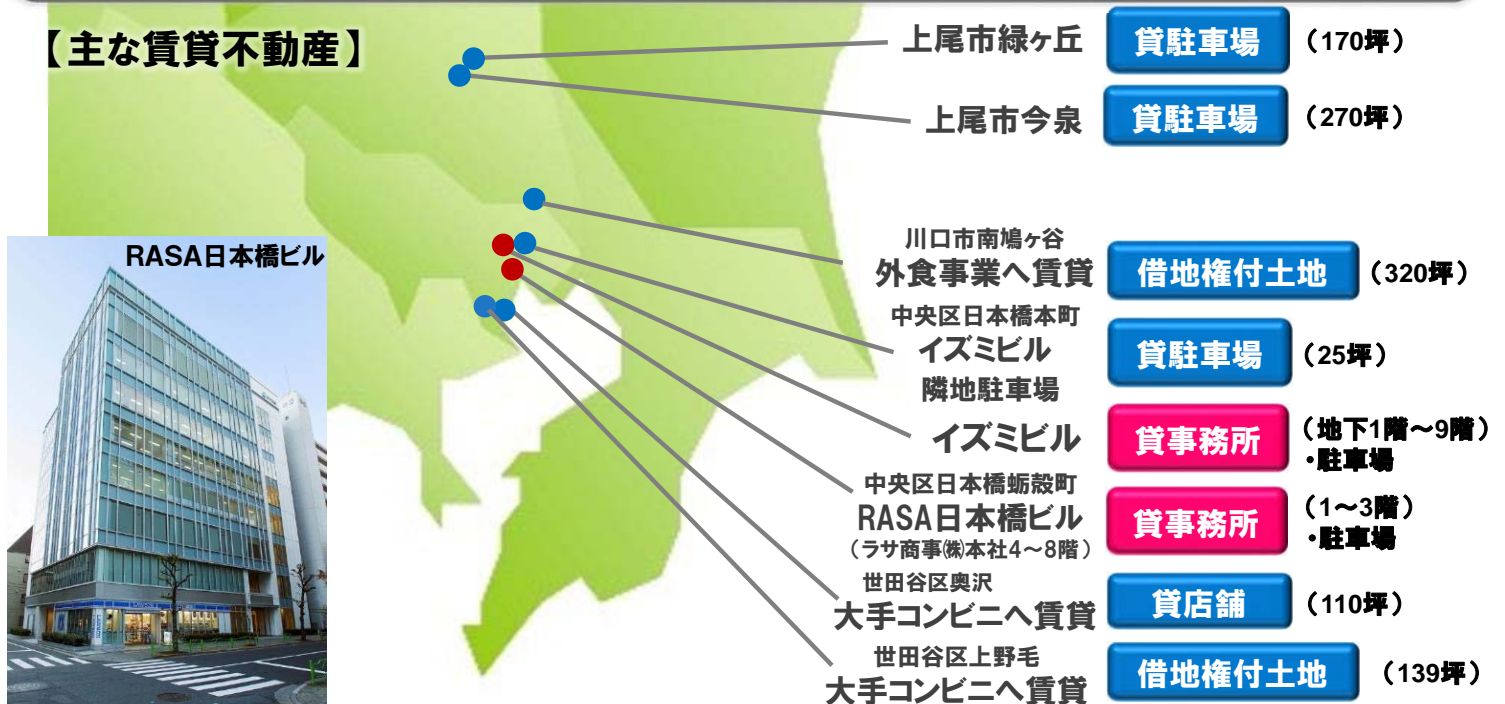 【主な賃貸不動産】
上尾市緑ヶ丘 貸駐車場 （170坪）
上尾市今泉 貸駐車場 （270坪）
RASA日本橋ビル
川口市南鳩ヶ谷
外食事業へ賃貸 借地権付土地 （320坪）
中央区日本橋本町
イズミビル 貸駐車場 （25坪）
隣地駐車場
イズミビル 貸事務所 （地下1階～9階）
・駐車場
中央区日本橋蛎殻町
RASA日本橋ビル 貸事務所 （1～3階）
・駐車場
（ラサ商事㈱本社4～8階）
世田谷区奥沢
大手コンビニへ賃貸 貸店舗 （110坪）
世田谷区上野毛
大手コンビニへ賃貸 借地権付土地 （139坪）